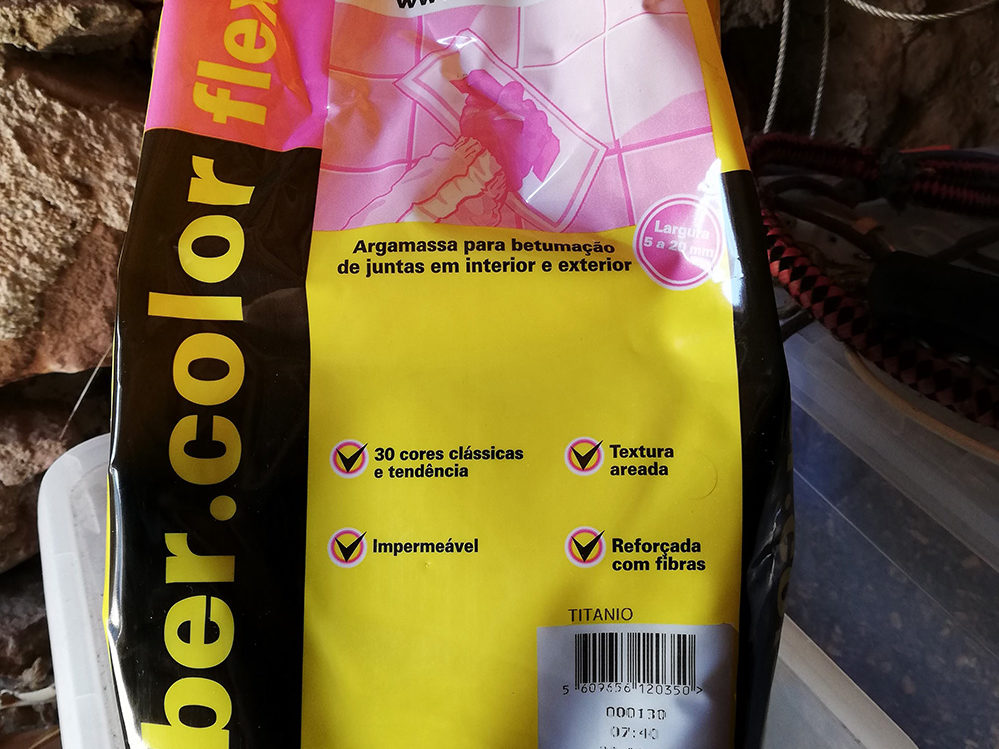 flex
ber.color
Argamassa para betumação
de juntas em interior e exterior
Largura
5 a 20 mm
30 cores clássicas
e tendência
Textura
areada
Impermeável
Reforçada
com fibras
TITANIO
5 609656 120350 >
000130
07:40